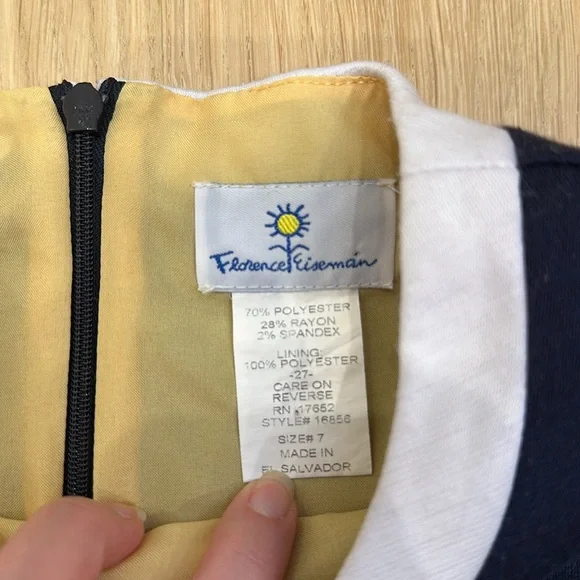 Florence Eiseman
70% POLYESTER
28% RAYON
2% SPANDEX
LINING:
100% POLYESTER
-27-
CARE ON
REVERSE
RN 17652
STYLE# 16856
SIZE# 7
MADE IN
EL SALVADOR